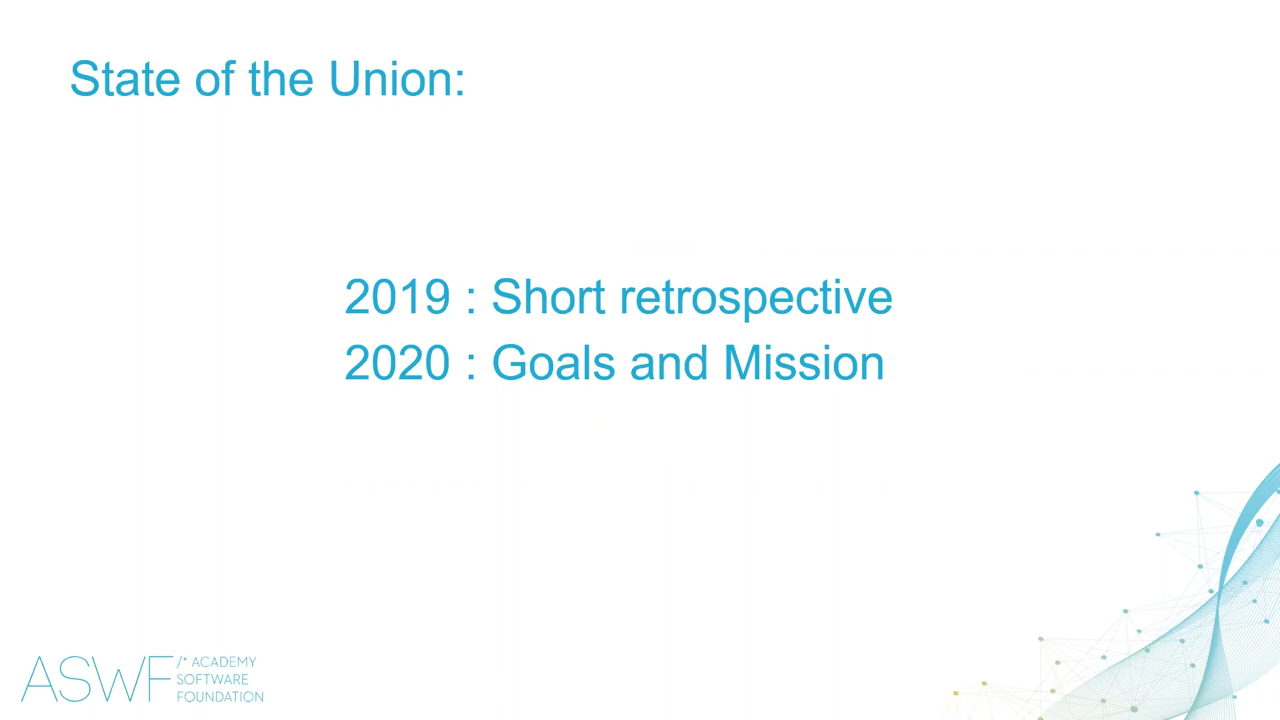 State of the Union:
2019 : Short retrospective
2020 : Goals and Mission
ASWF
/* ACADEMY
SOFTWARE
FOUNDATION